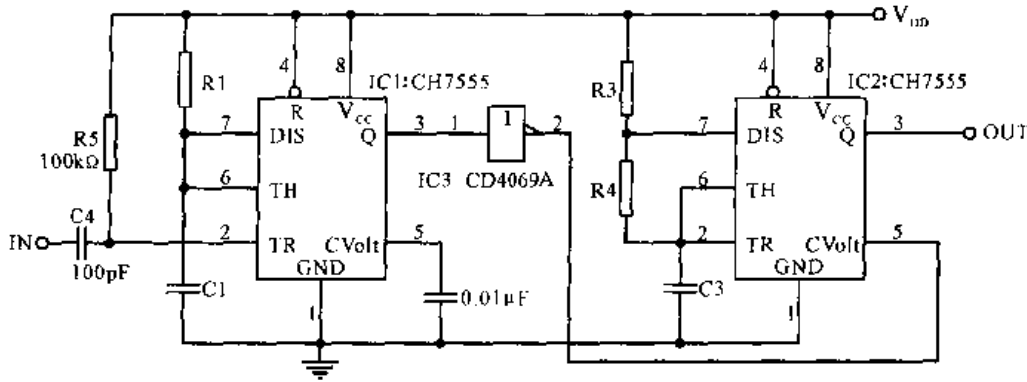 V_DD
R1
4
8
IC1:CH7555
R3
4
8
IC2:CH7555
R
V_CC
R
V_CC
R5
100kΩ
7
DIS
Q
3
1
1
2
7
DIS
Q
3
OUT
IC3 CD4069A
R4
6
TH
6
TH
IN
C4
100pF
2
TR
CVolt
5
2
TR
CVolt
5
GND
GND
C1
1
0.01μF
C3
1